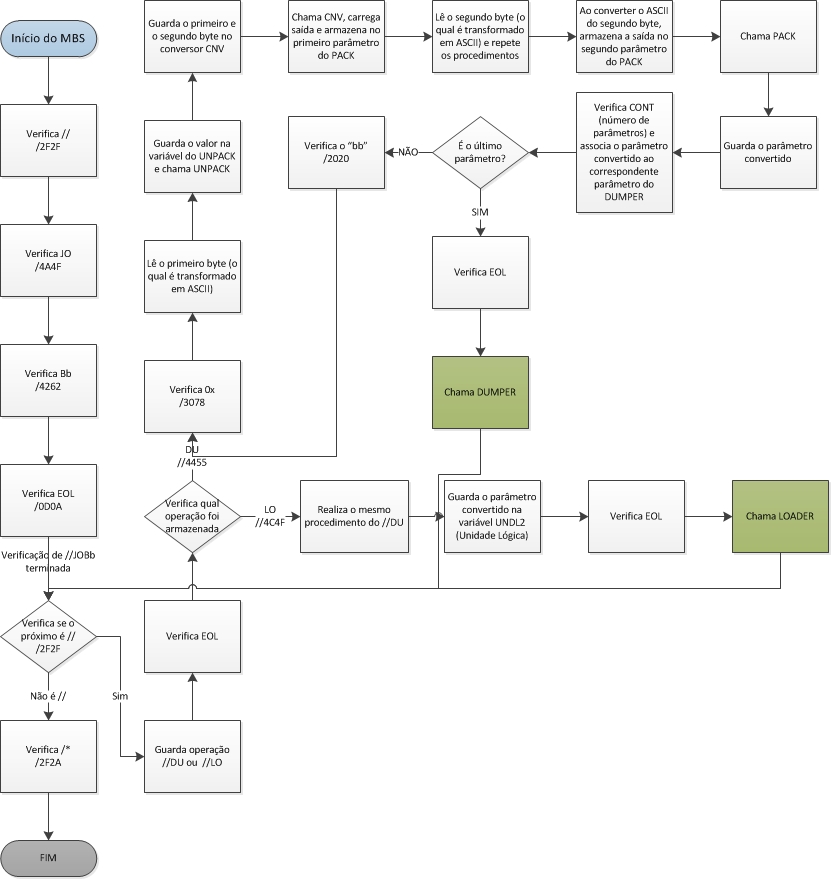 Início do MBS
Verifica //
/2F2F
Verifica JO
/4A4F
Verifica Bb
/4262
Verifica EOL
/0D0A
Verificação de //JOBb
terminada
Verifica se o
próximo é //
/2F2F
Não é //
Sim
Verifica /*
/2F2A
FIM
Guarda operação
//DU ou  //LO
Verifica EOL
Verifica qual
operação foi
armazenada
DU
//4455
LO
//4C4F
Verifica 0x
/3078
Lê o primeiro byte (o
qual é transformado
em ASCII)
Guarda o valor na
variável do UNPACK
e chama UNPACK
Guarda o primeiro e
o segundo byte no
conversor CNV
Chama CNV, carrega
saída e armazena no
primeiro parâmetro
do PACK
Lê o segundo byte (o
qual é transformado
em ASCII) e repete
os procedimentos
Ao converter o ASCII
do segundo byte,
armazena a saída no
segundo parâmetro
do PACK
Chama PACK
Guarda o parâmetro
convertido
Verifica CONT
(número de
parâmetros) e
associa o parâmetro
convertido ao
correspondente
parâmetro do
DUMPER
É o último
parâmetro?
NÃO
Verifica o “bb”
/2020
SIM
Verifica EOL
Chama DUMPER
Realiza o mesmo
procedimento do //DU
Guarda o parâmetro
convertido na
variável UNDL2
(Unidade Lógica)
Verifica EOL
Chama LOADER